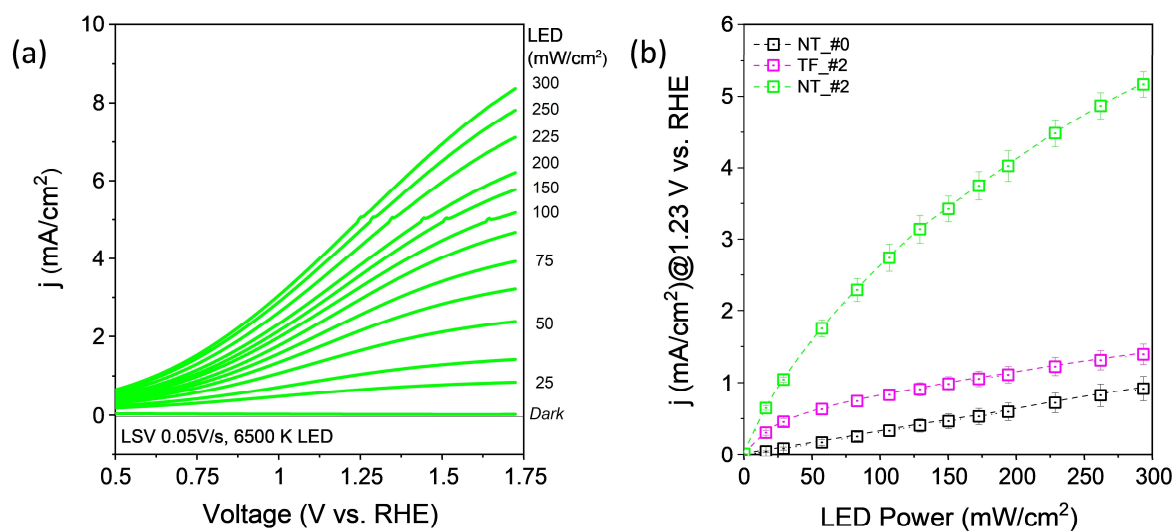 (a)
10
8
6
4
2
0
j (mA/cm²)
LED
(mW/cm²)
300
250
225
200
150
100
75
50
25
Dark
LSV 0.05V/s, 6500 K LED
0.5 0.75 1 1.25 1.5 1.75
Voltage (V vs. RHE)
(b)
6
5
4
3
2
1
0
j (mA/cm²)@1.23 V vs. RHE
NT_#0
TF_#2
NT_#2
0 50 100 150 200 250 300
LED Power (mW/cm²)